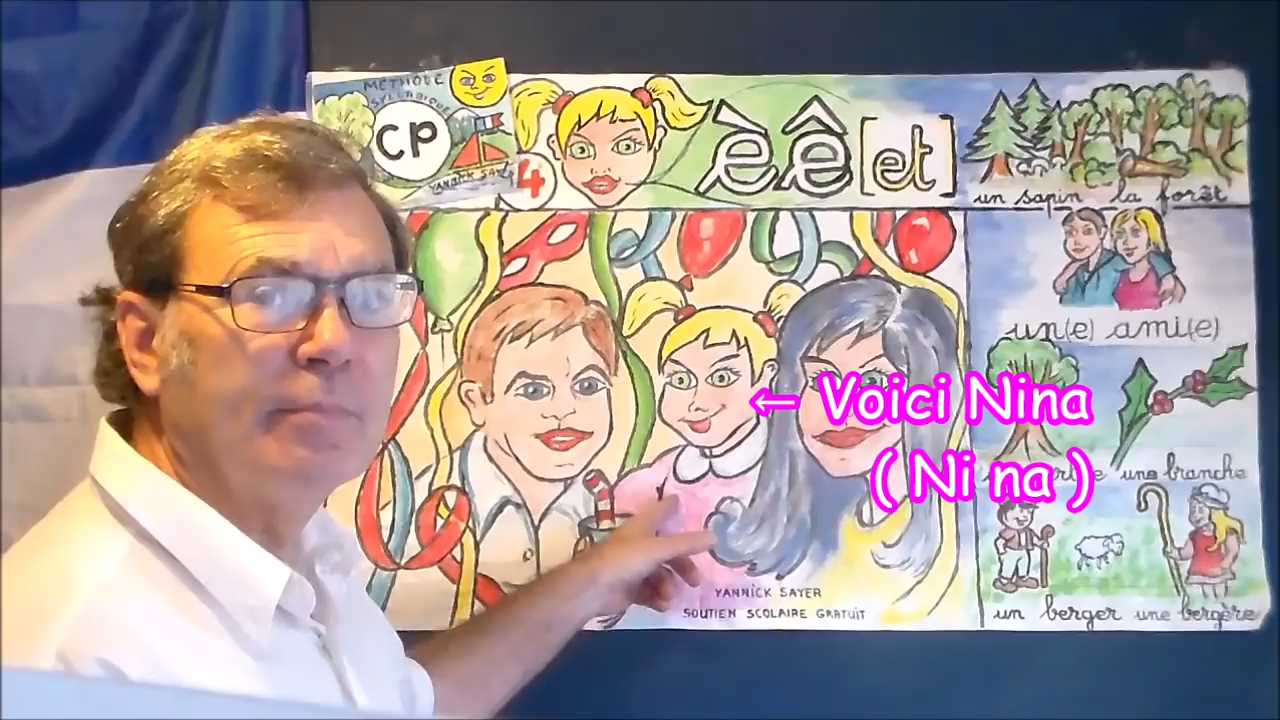 MÉTHODE
SYLLABIQUE
CP
YANNICK SAYER
4
è ê [et]
un sapin la forêt
un(e) ami(e)
← Voici Nina
( Ni na )
une branche
un berger une bergère
YANNICK SAYER
SOUTIEN SCOLAIRE GRATUIT